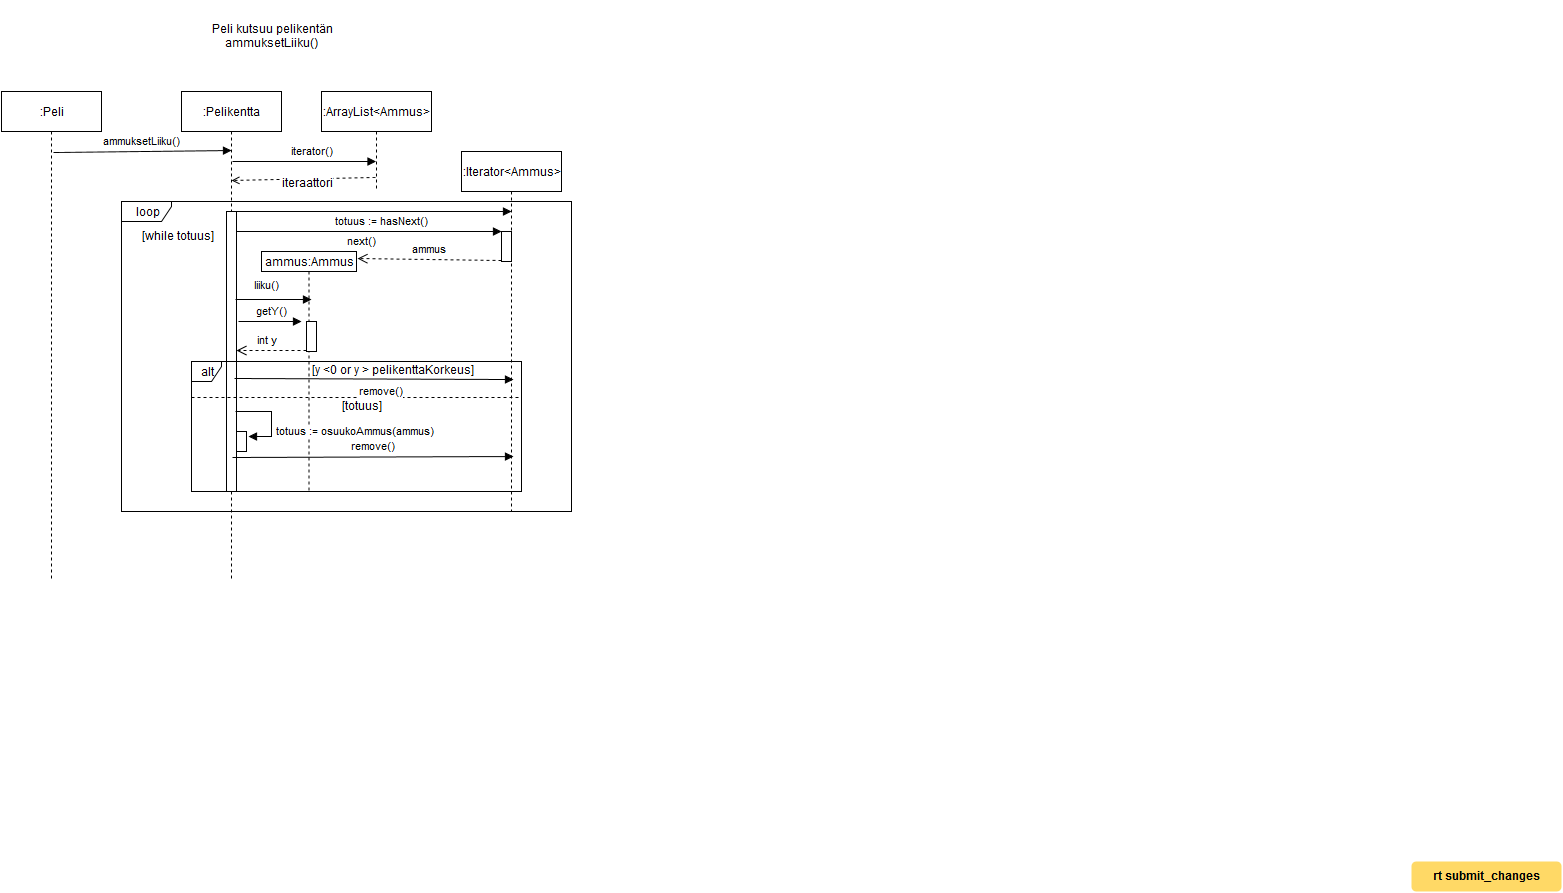 Peli kutsuu pelikentän
ammuksetLiiku()
:Peli
:Pelikentta
:ArrayList<Ammus>
ammuksetLiiku()
iterator()
:Iterator<Ammus>
iteraattori
loop
totuus := hasNext()
[while totuus]
next()
ammus
ammus:Ammus
liiku()
getY()
int y
alt
[y <0 or y > pelikenttaKorkeus]
remove()
[totuus]
totuus := osuukoAmmus(ammus)
remove()
rt submit_changes